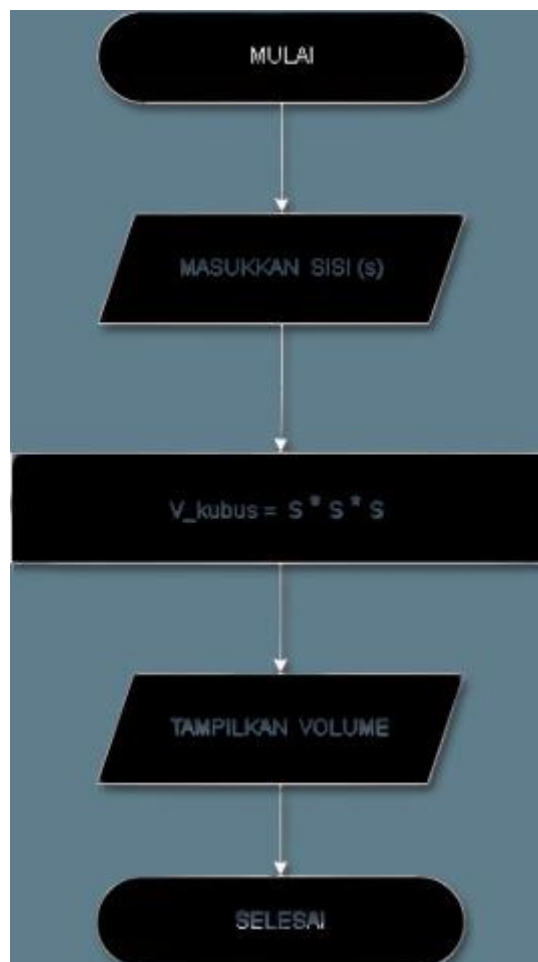 MULAI
MASUKKAN SISI (s)
V_kubus = S * S * S
TAMPILKAN VOLUME
SELESAI